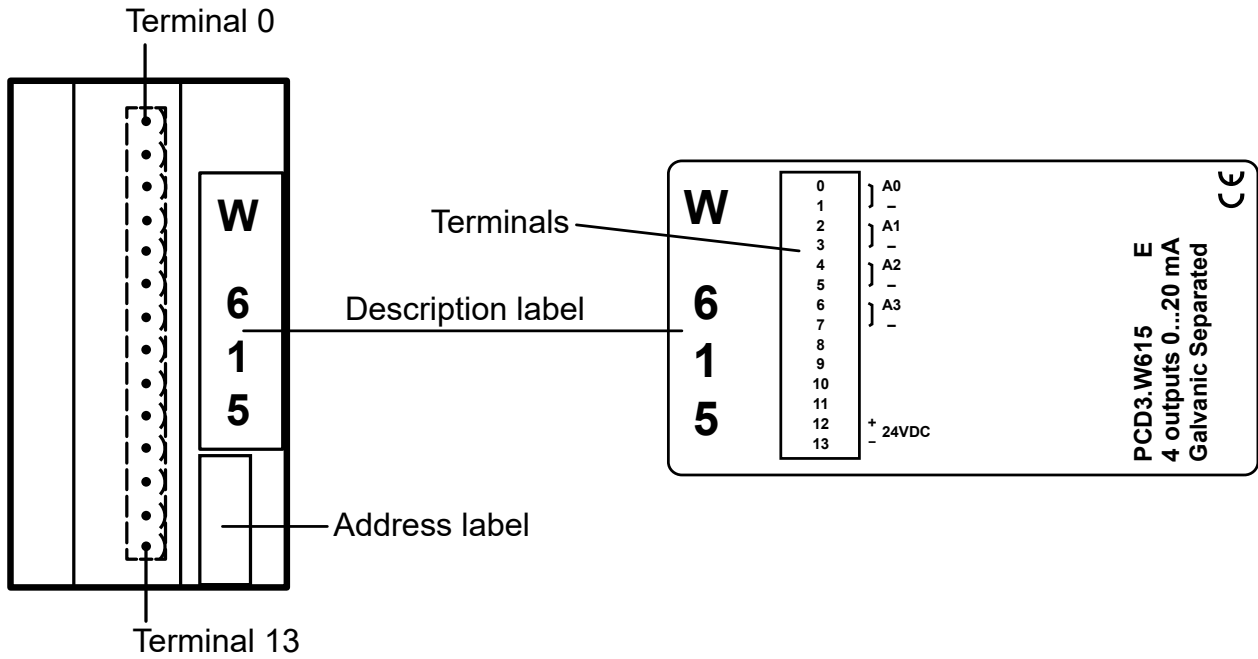 Terminal 0
W
6
1
5
Address label
Terminal 13
Terminals
Description label
W
6
1
5
0 A0
1 –
2 A1
3 –
4 A2
5 –
6 A3
7 –
8
9
10
11
12 +
13 –
24VDC
CE
PCD3.W615 E
4 outputs 0...20 mA
Galvanic Separated